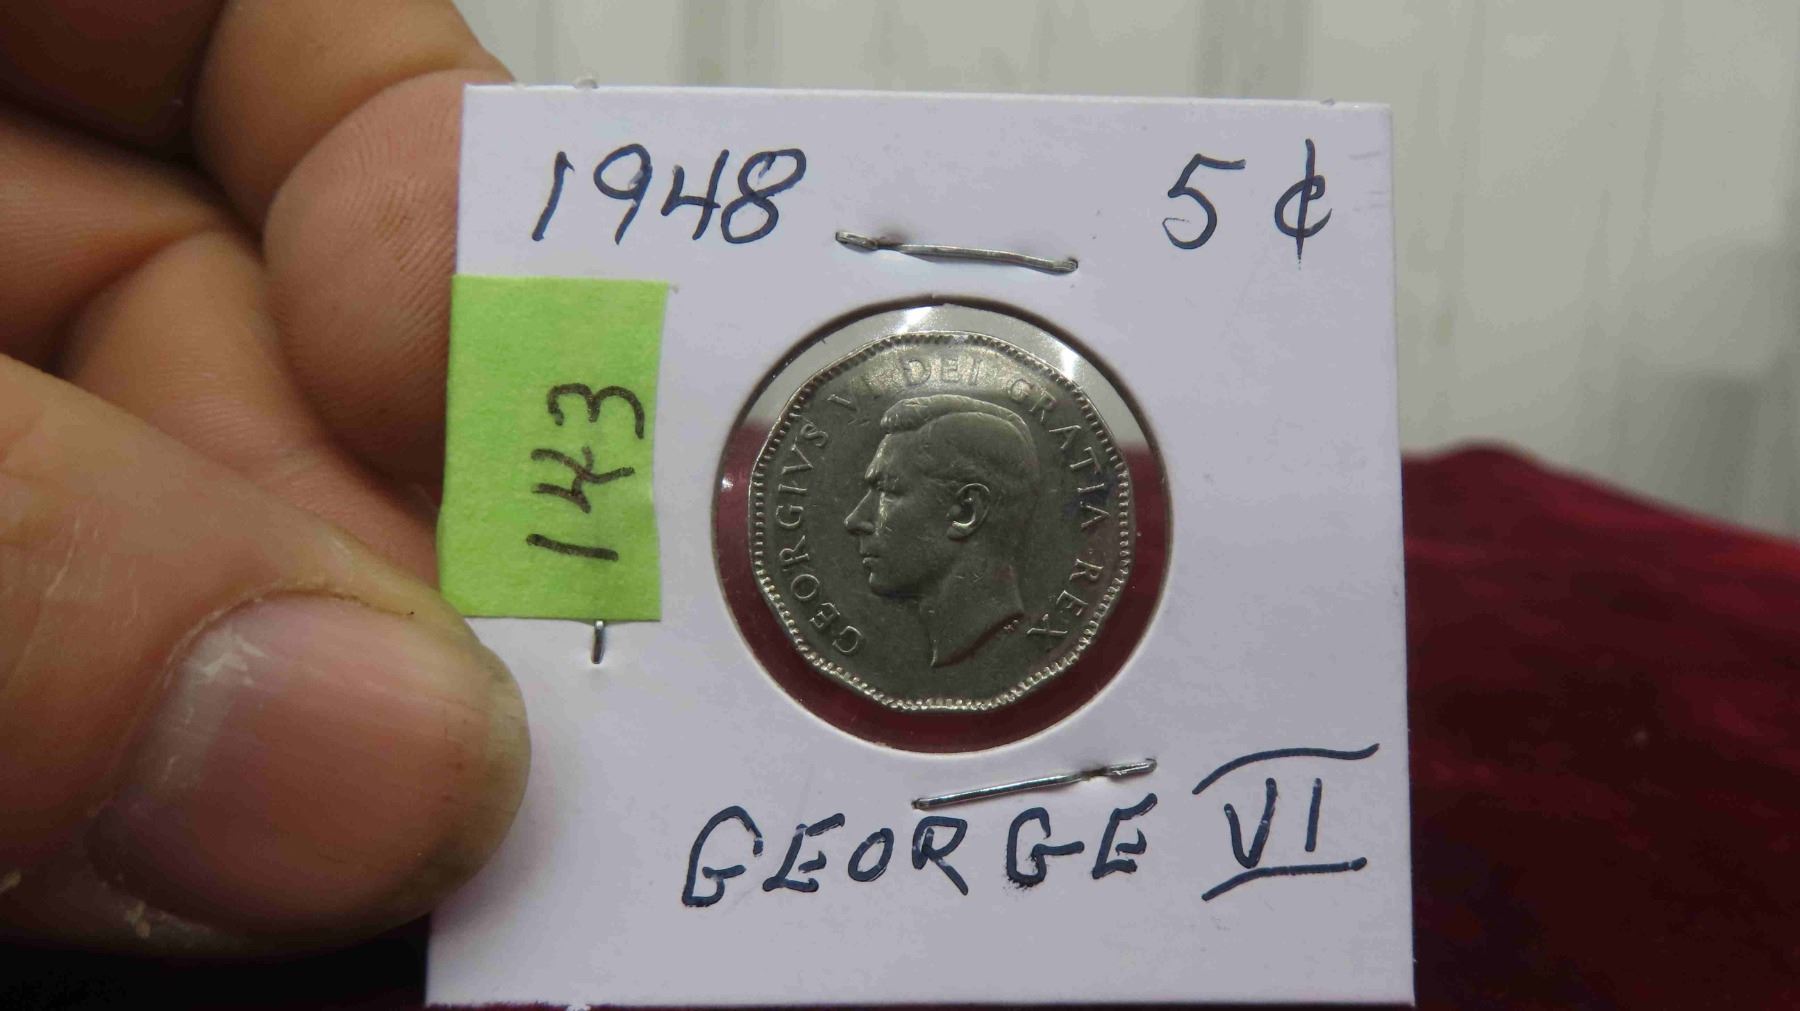 1948 5¢
143
GEORGIVS VI DEI GRATIA REX
GEORGE VI